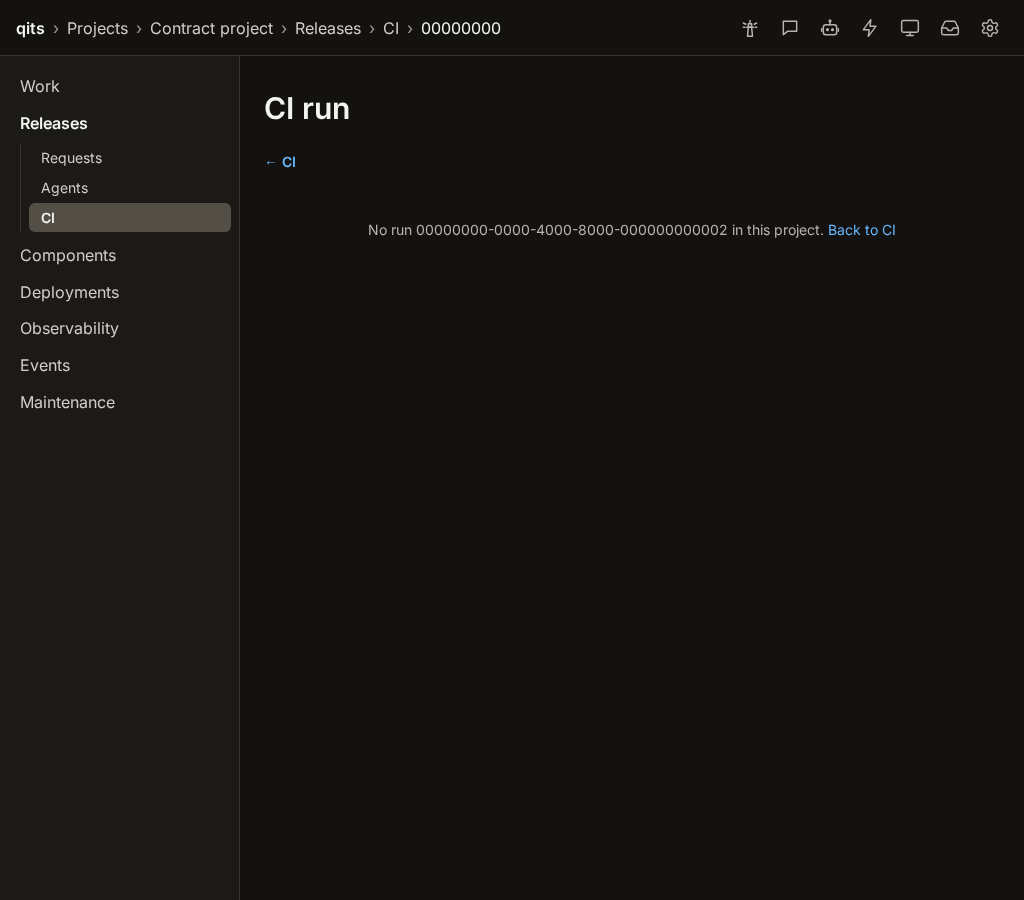 qits › Projects › Contract project › Releases › CI › 00000000
Work
Releases
Requests
Agents
CI
Components
Deployments
Observability
Events
Maintenance
CI run
← CI
No run 00000000-0000-4000-8000-000000000002 in this project. Back to CI